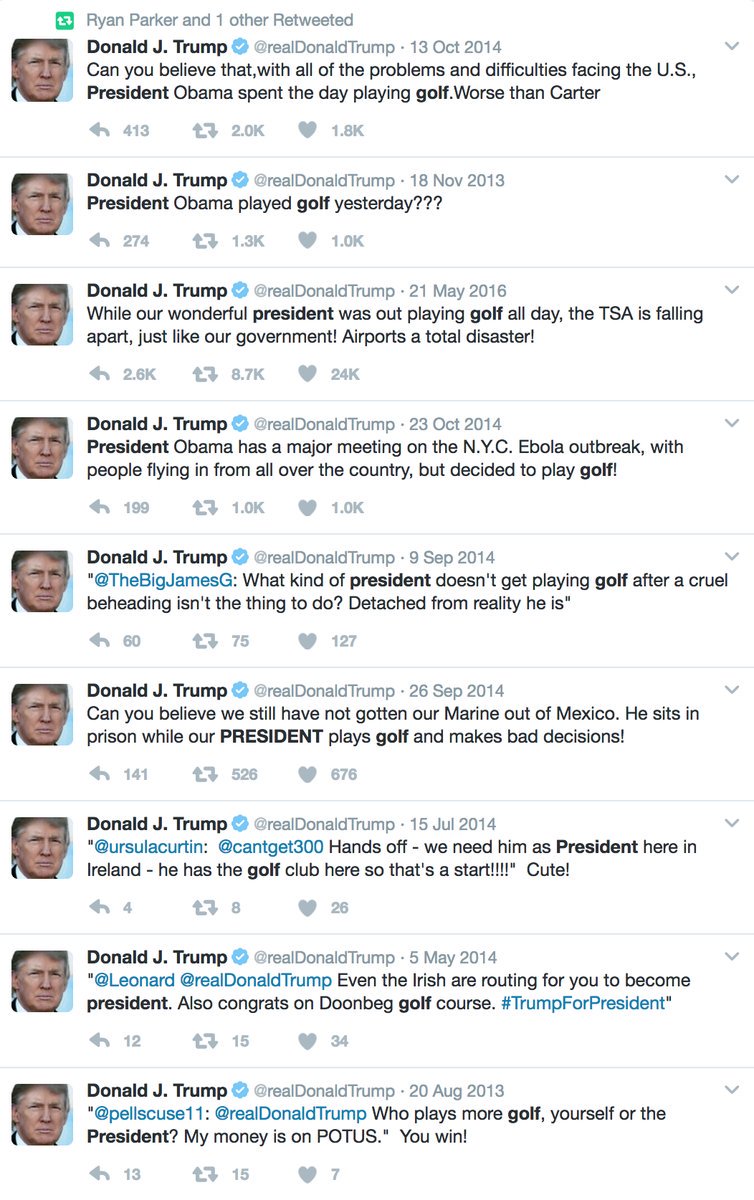 Ryan Parker and 1 other Retweeted
Donald J. Trump @realDonaldTrump · 13 Oct 2014
Can you believe that,with all of the problems and difficulties facing the U.S.,
President Obama spent the day playing golf.Worse than Carter
413 2.0K 1.8K
Donald J. Trump @realDonaldTrump · 18 Nov 2013
President Obama played golf yesterday???
274 1.3K 1.0K
Donald J. Trump @realDonaldTrump · 21 May 2016
While our wonderful president was out playing golf all day, the TSA is falling
apart, just like our government! Airports a total disaster!
2.6K 8.7K 24K
Donald J. Trump @realDonaldTrump · 23 Oct 2014
President Obama has a major meeting on the N.Y.C. Ebola outbreak, with
people flying in from all over the country, but decided to play golf!
199 1.0K 1.0K
Donald J. Trump @realDonaldTrump · 9 Sep 2014
"@TheBigJamesG: What kind of president doesn't get playing golf after a cruel
beheading isn't the thing to do? Detached from reality he is"
60 75 127
Donald J. Trump @realDonaldTrump · 26 Sep 2014
Can you believe we still have not gotten our Marine out of Mexico. He sits in
prison while our PRESIDENT plays golf and makes bad decisions!
141 526 676
Donald J. Trump @realDonaldTrump · 15 Jul 2014
"@ursulacurtin: @cantget300 Hands off - we need him as President here in
Ireland - he has the golf club here so that's a start!!!!" Cute!
4 8 26
Donald J. Trump @realDonaldTrump · 5 May 2014
"@Leonard @realDonaldTrump Even the Irish are routing for you to become
president. Also congrats on Doonbeg golf course. #TrumpForPresident"
12 15 34
Donald J. Trump @realDonaldTrump · 20 Aug 2013
"@pellscuse11: @realDonaldTrump Who plays more golf, yourself or the
President? My money is on POTUS." You win!
13 15 7